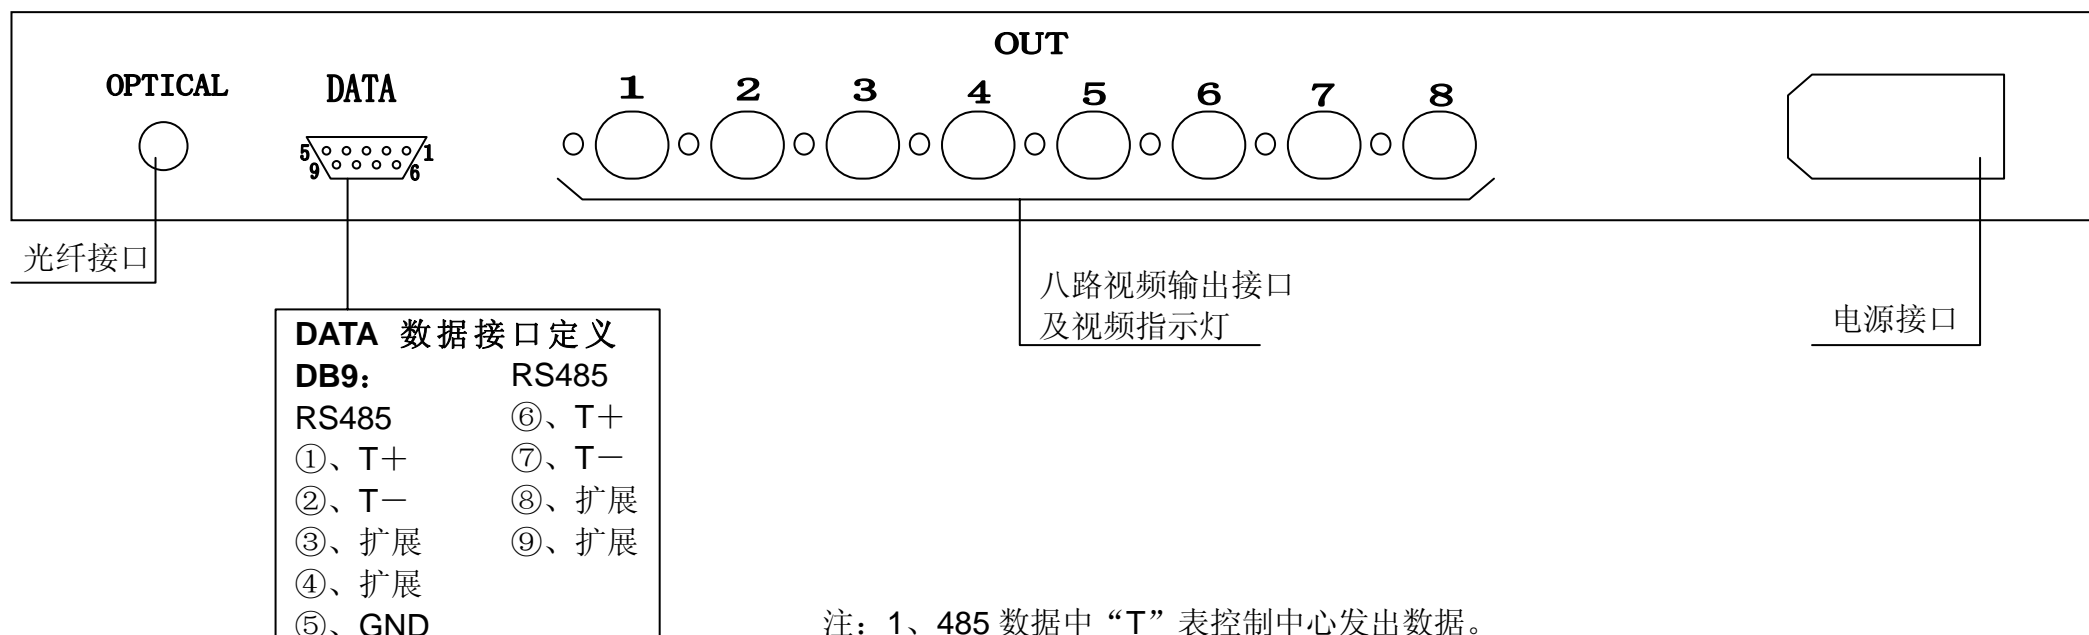 OUT
OPTICAL DATA 1 2 3 4 5 6 7 8
5 1
9 6
光纤接口
八路视频输出接口
及视频指示灯
电源接口
DATA 数据接口定义
DB9： RS485
RS485 ⑥、T＋
①、T＋ ⑦、T－
②、T－ ⑧、扩展
③、扩展 ⑨、扩展
④、扩展
⑤、GND
注：1、485 数据中“T”表控制中心发出数据。